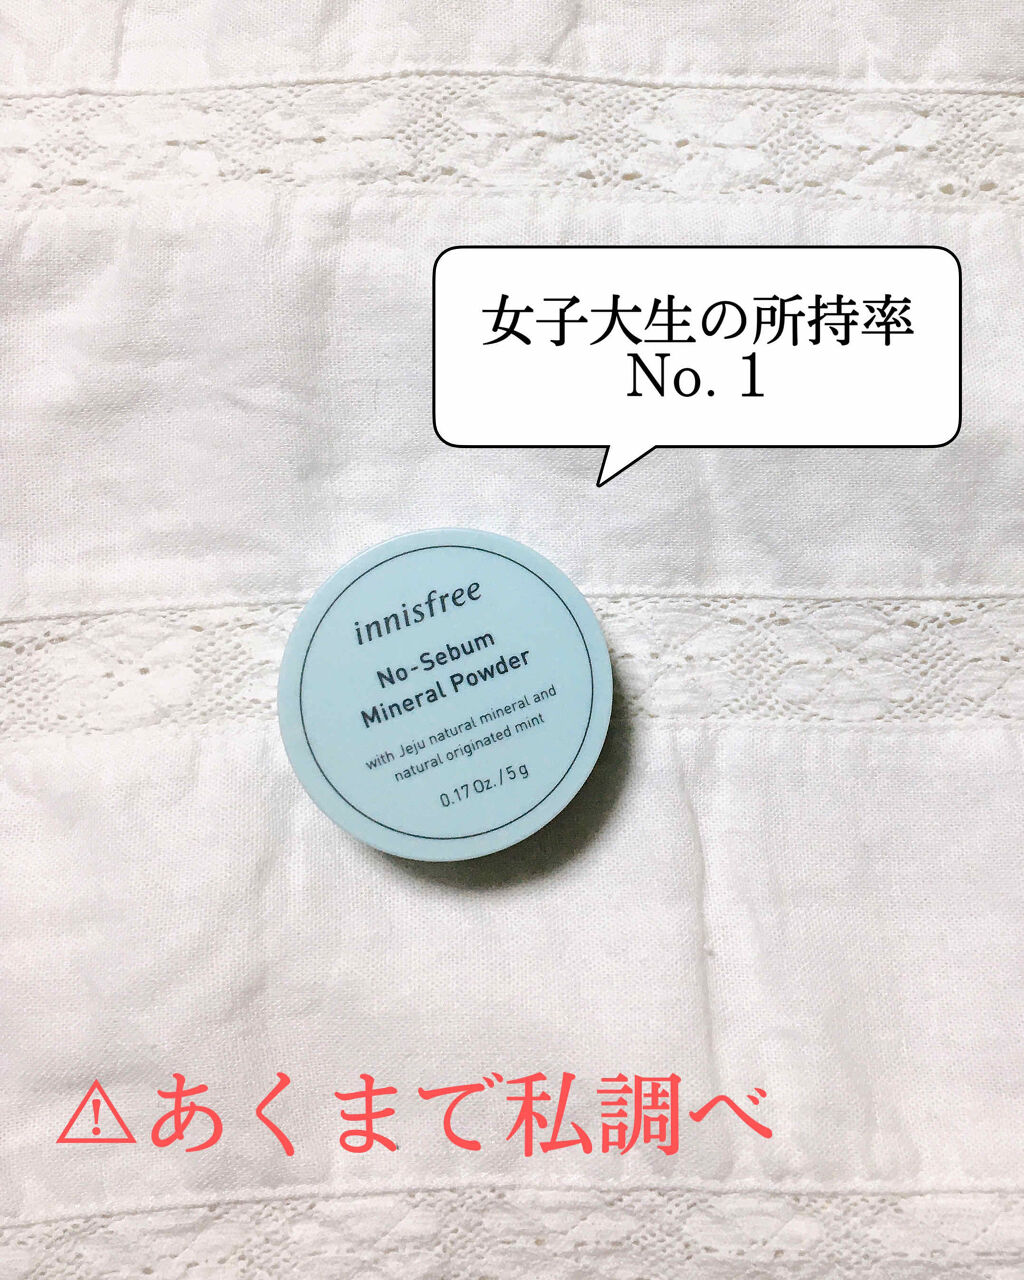 女子大生の所持率
No. 1
innisfree
No-Sebum
Mineral Powder
with Jeju natural mineral and
natural originated mint
0.17 Oz. / 5 g
⚠あくまで私調べ